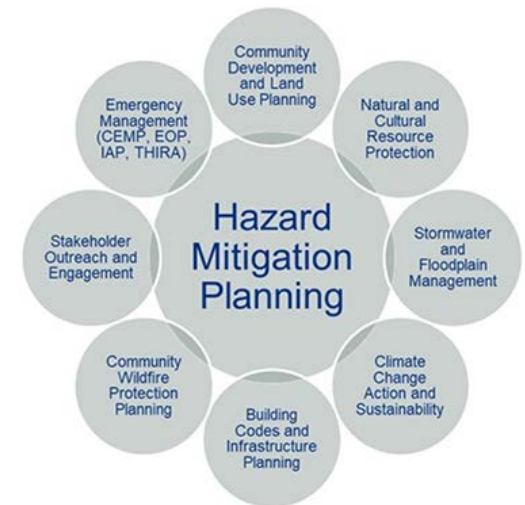 Community
Development
and Land
Use Planning
Natural and
Cultural
Resource
Protection
Stormwater
and
Floodplain
Management
Climate
Change
Action and
Sustainability
Building
Codes and
Infrastructure
Planning
Community
Wildfire
Protection
Planning
Stakeholder
Outreach and
Engagement
Emergency
Management
(CEMP, EOP,
IAP, THIRA)
Hazard
Mitigation
Planning